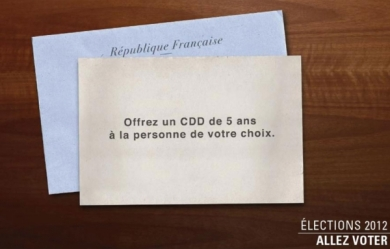 République Française
Offrez un CDD de 5 ans
à la personne de votre choix.
ÉLECTIONS 2012
ALLEZ VOTER